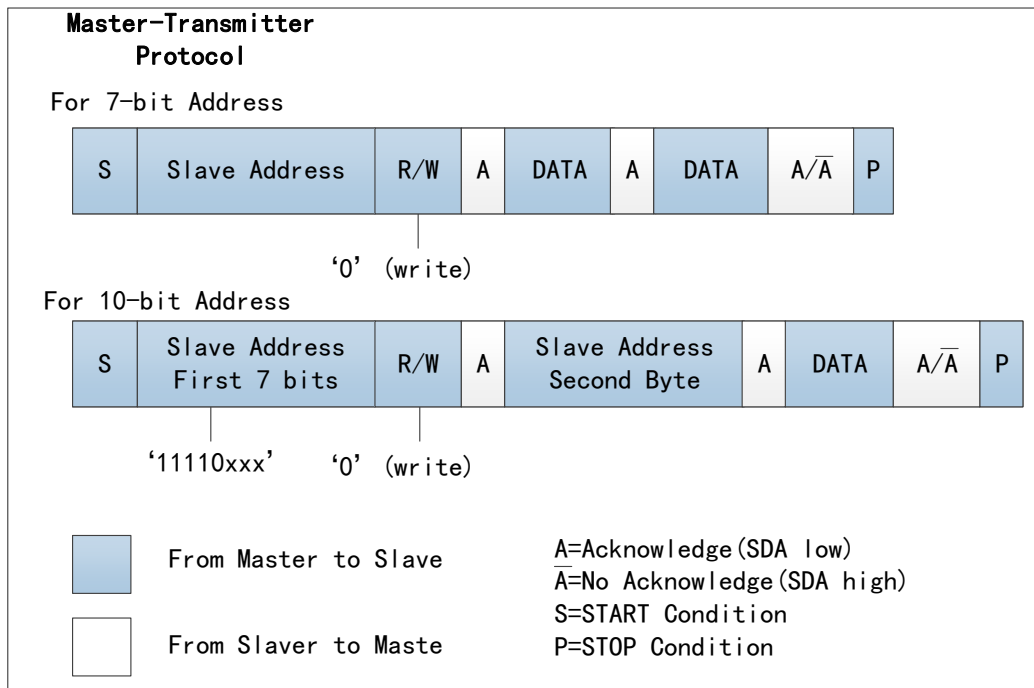 Master-Transmitter
Protocol
For 7-bit Address
S Slave Address R/W A DATA A DATA A/A̅ P
‘0’ (write)
For 10-bit Address
S Slave Address First 7 bits R/W A Slave Address Second Byte A DATA A/A̅ P
‘11110xxx’ ‘0’ (write)
From Master to Slave
From Slaver to Maste
A=Acknowledge(SDA low)
A̅=No Acknowledge(SDA high)
S=START Condition
P=STOP Condition